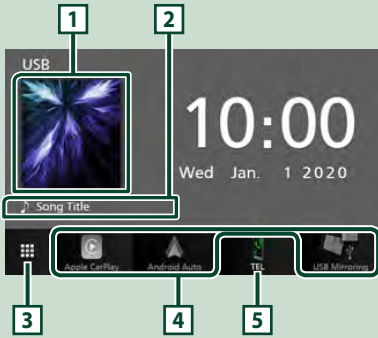 1 2
USB
10:00
Wed Jan. 1 2020
♪ Song Title
Apple CarPlay Android Auto TEL USB Mirroring
3 4 5